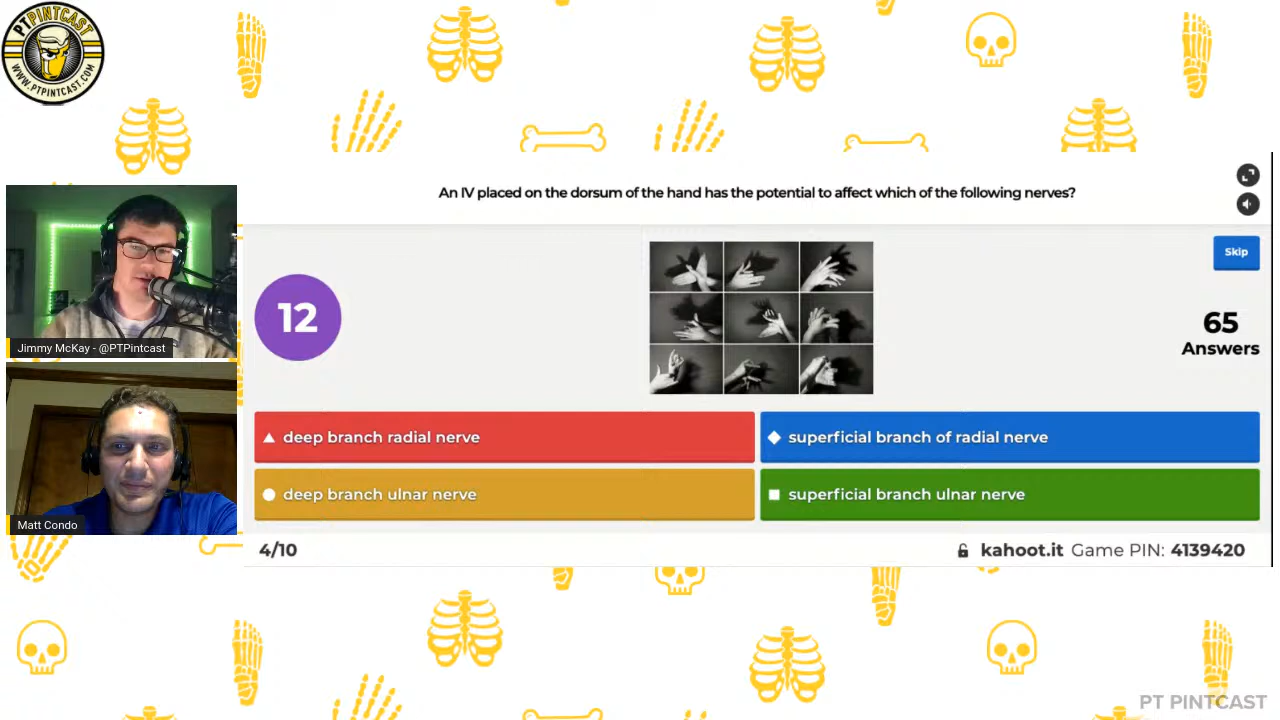 PTPINTCAST
WWW.PTPINTCAST.COM
An IV placed on the dorsum of the hand has the potential to affect which of the following nerves?
Skip
12
65
Answers
Jimmy McKay - @PTPintcast
deep branch radial nerve
superficial branch of radial nerve
deep branch ulnar nerve
superficial branch ulnar nerve
Matt Condo
4/10
kahoot.it Game PIN: 4139420
PT PINTCAST